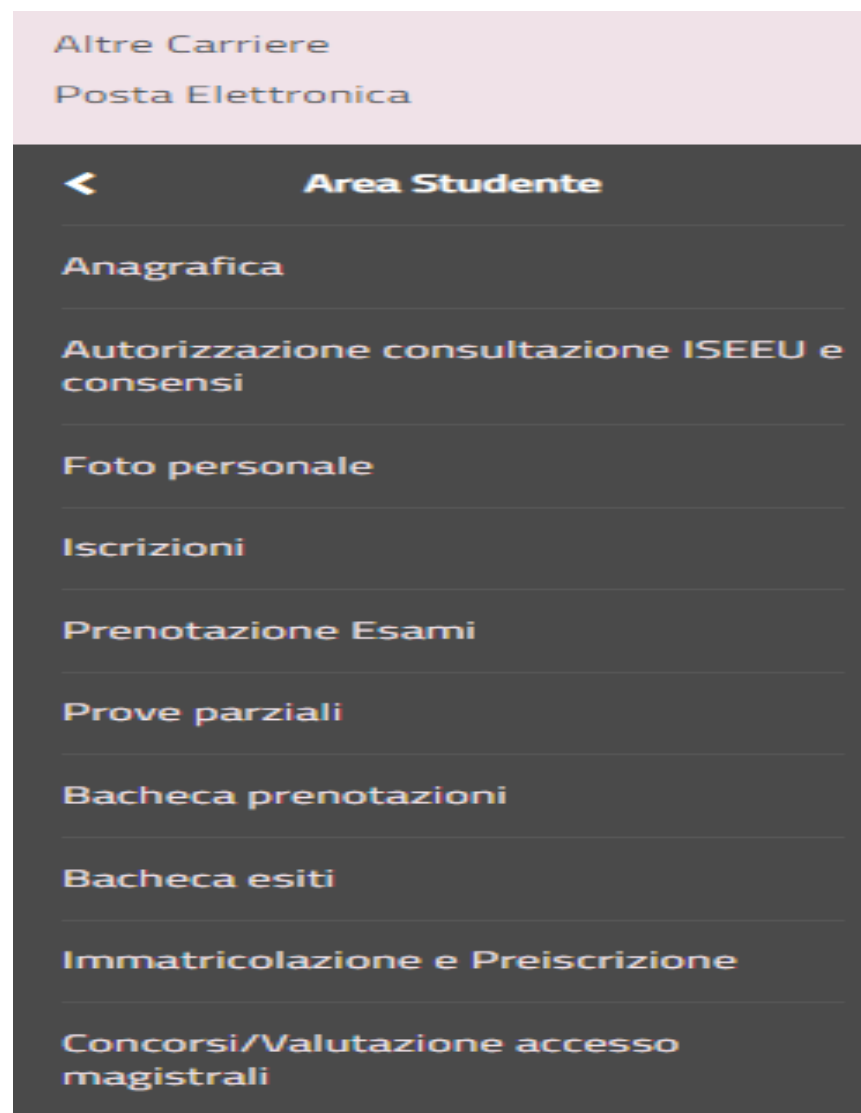 Altre Carriere
Posta Elettronica
Area Studente
Anagrafica
Autorizzazione consultazione ISEEU e
consensi
Foto personale
Iscrizioni
Prenotazione Esami
Prove parziali
Bacheca prenotazioni
Bacheca esiti
Immatricolazione e Preiscrizione
Concorsi/Valutazione accesso
magistrali